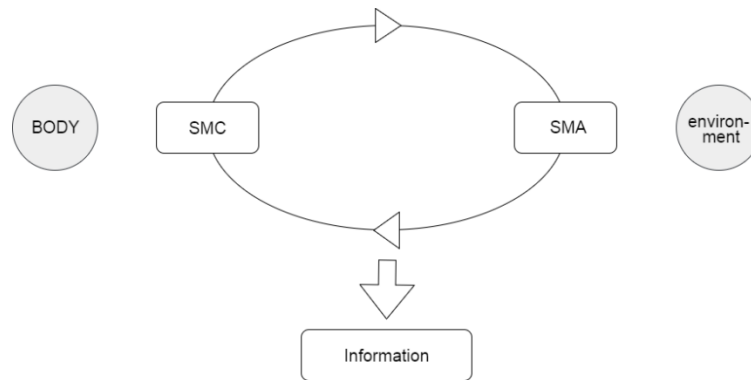 BODY
SMC
SMA
environ-
ment
Information